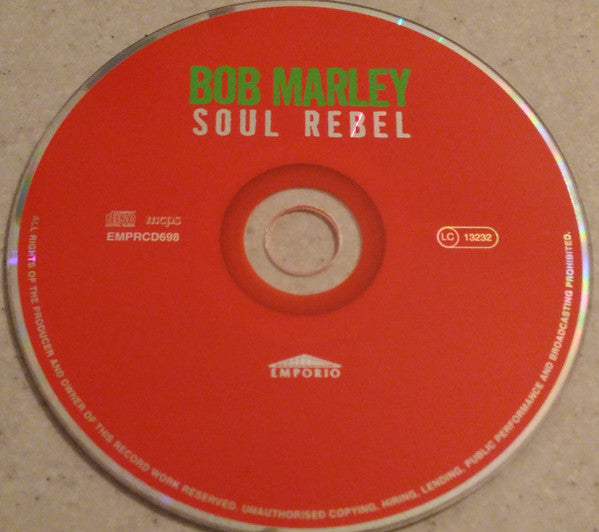 BOB MARLEY
SOUL REBEL
disc mcps
EMPRCD698
LC 13232
EMPORIO
ALL RIGHTS OF THE PRODUCER AND OWNER OF THIS RECORD WORK RESERVED. UNAUTHORISED COPYING, HIRING, LENDING, PUBLIC PERFORMANCE AND BROADCASTING PROHIBITED.